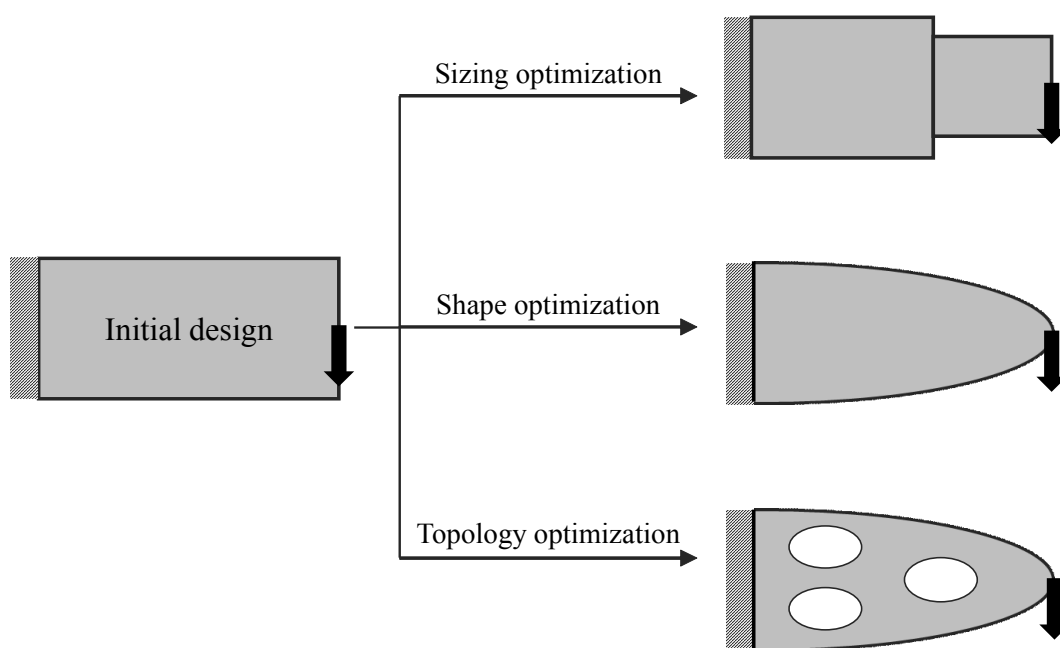 Sizing optimization
Initial design
Shape optimization
Topology optimization